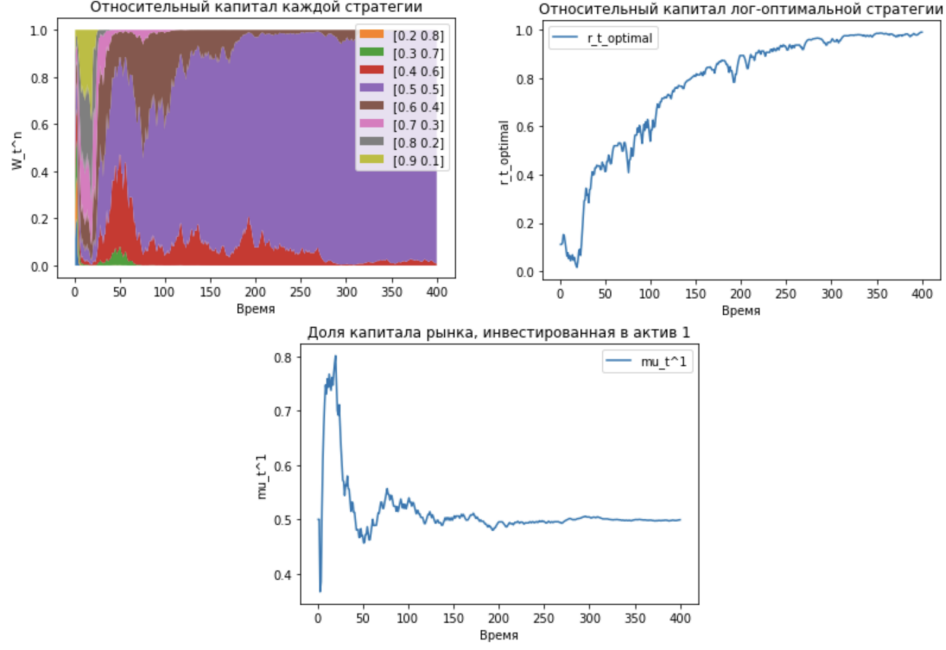 Относительный капитал каждой стратегии
W_t^n
1.0
0.8
0.6
0.4
0.2
0.0
[0.2 0.8]
[0.3 0.7]
[0.4 0.6]
[0.5 0.5]
[0.6 0.4]
[0.7 0.3]
[0.8 0.2]
[0.9 0.1]
0 50 100 150 200 250 300 350 400
Время
Относительный капитал лог-оптимальной стратегии
r_t_optimal
r_t_optimal
1.0
0.8
0.6
0.4
0.2
0.0
0 50 100 150 200 250 300 350 400
Время
Доля капитала рынка, инвестированная в актив 1
mu_t^1
mu_t^1
0.8
0.7
0.6
0.5
0.4
0 50 100 150 200 250 300 350 400
Время